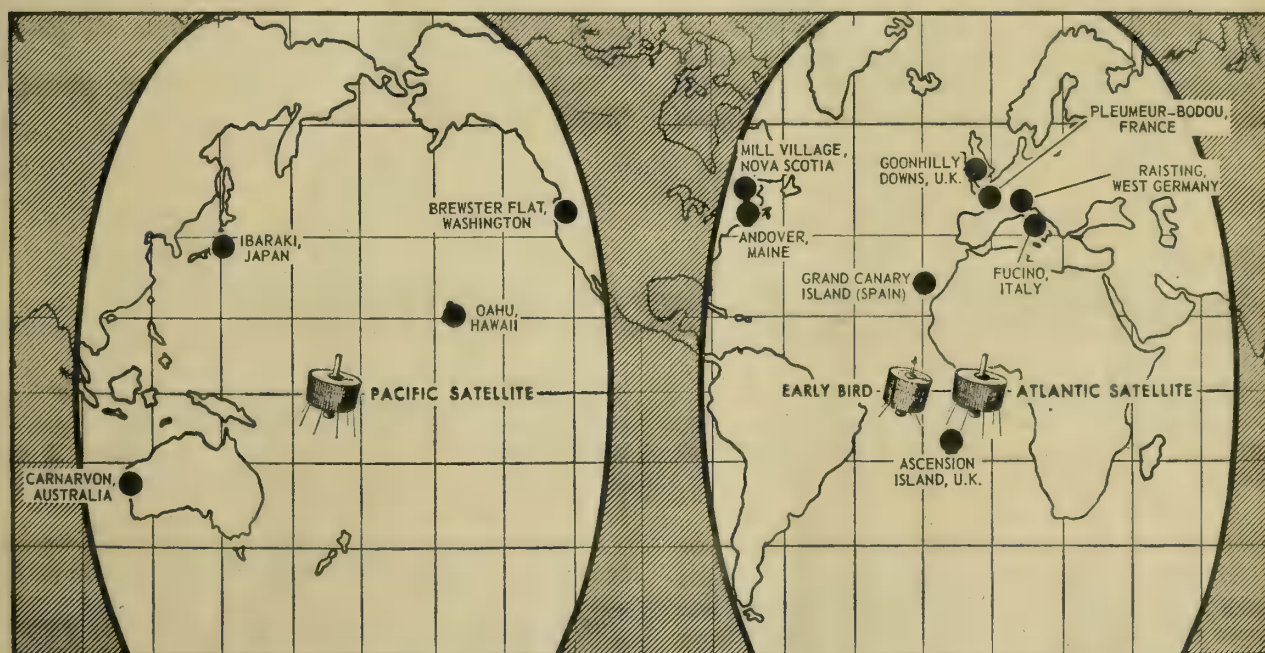 PLEUMEUR-BODOU,
FRANCE
MILL VILLAGE,
NOVA SCOTIA
GOONHILLY
DOWNS, U.K.
RAISTING,
WEST GERMANY
BREWSTER FLAT,
WASHINGTON
IBARAKI,
JAPAN
ANDOVER,
MAINE
FUCINO,
ITALY
GRAND CANARY
ISLAND (SPAIN)
OAHU,
HAWAII
PACIFIC SATELLITE
EARLY BIRD
ATLANTIC SATELLITE
ASCENSION
ISLAND, U.K.
CARNARVON,
AUSTRALIA